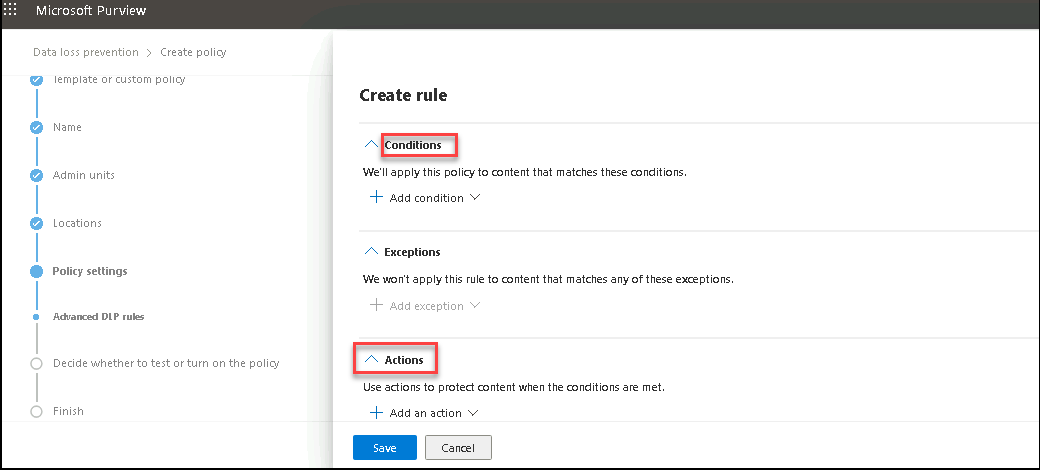 Microsoft Purview
Data loss prevention > Create policy
Template or custom policy
Name
Admin units
Locations
Policy settings
Advanced DLP rules
Decide whether to test or turn on the policy
Finish
Create rule
Conditions
We'll apply this policy to content that matches these conditions.
Add condition
Exceptions
We won't apply this rule to content that matches any of these exceptions.
Add exception
Actions
Use actions to protect content when the conditions are met.
Add an action
Save Cancel